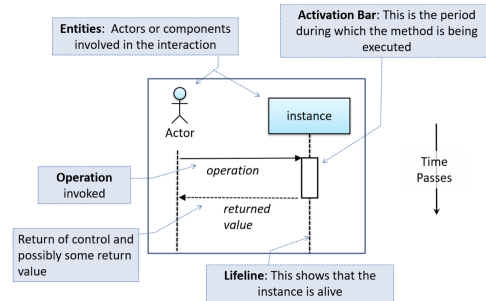 Entities: Actors or components
involved in the interaction
Activation Bar: This is the period
during which the method is being
executed
Actor
instance
Operation
invoked
operation
Time
Passes
returned
value
Return of control and
possibly some return
value
Lifeline: This shows that the
instance is alive